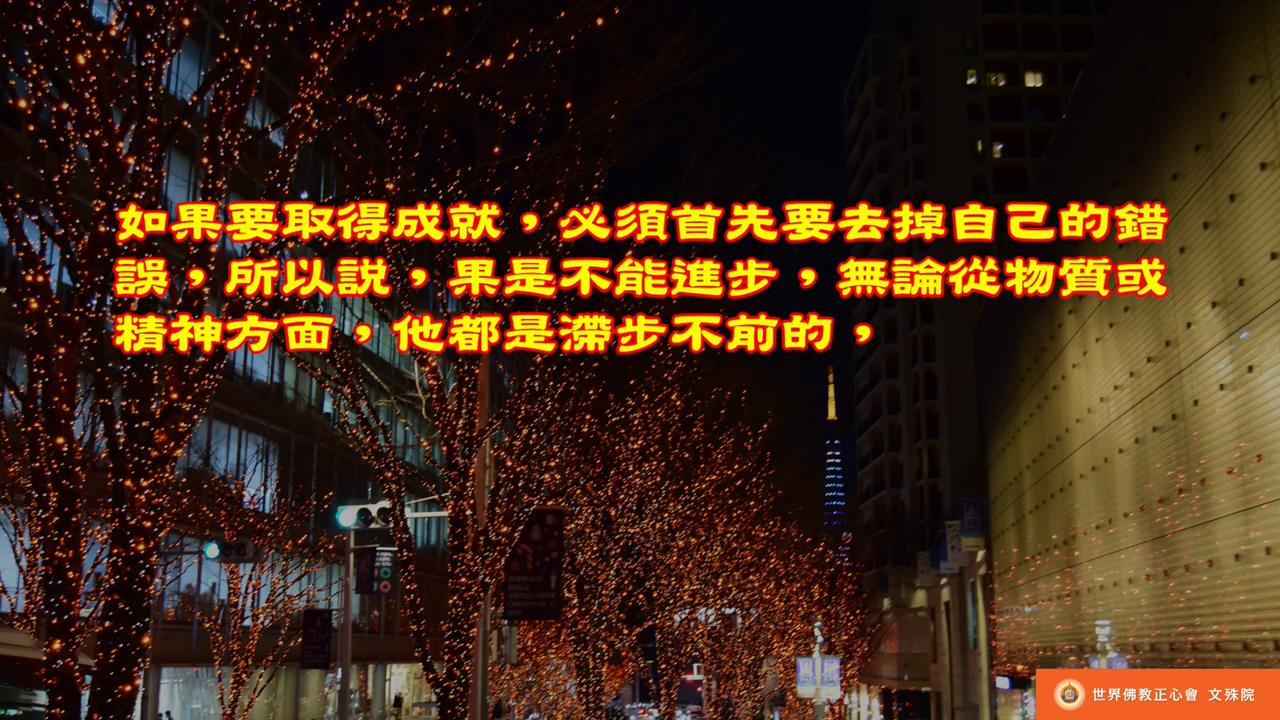 如果要取得成就，必須首先要去掉自己的錯
誤，所以説，果是不能進步，無論從物質或
精神方面，他都是滯步不前的，
世界佛教正心會 文殊院